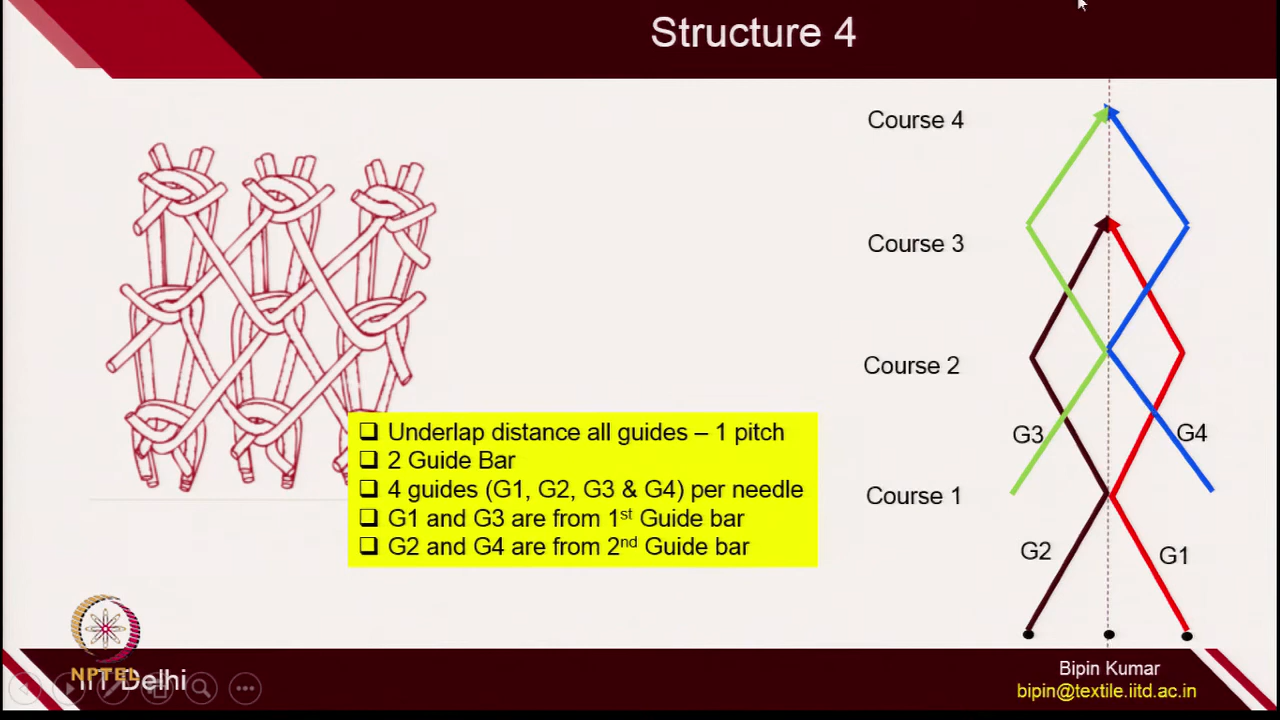 Structure 4
Course 4
Course 3
Course 2
G3
G4
Course 1
G2
G1
❑ Underlap distance all guides – 1 pitch
❑ 2 Guide Bar
❑ 4 guides (G1, G2, G3 & G4) per needle
❑ G1 and G3 are from 1st Guide bar
❑ G2 and G4 are from 2nd Guide bar
NPTEL
IIT Delhi
Bipin Kumar
bipin@textile.iitd.ac.in